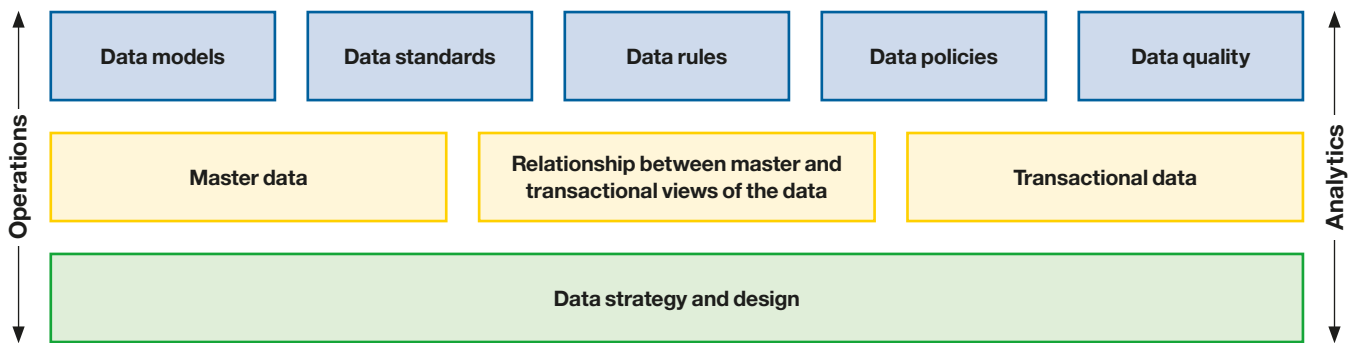 Operations
Data models
Data standards
Data rules
Data policies
Data quality
Master data
Relationship between master and
transactional views of the data
Transactional data
Data strategy and design
Analytics